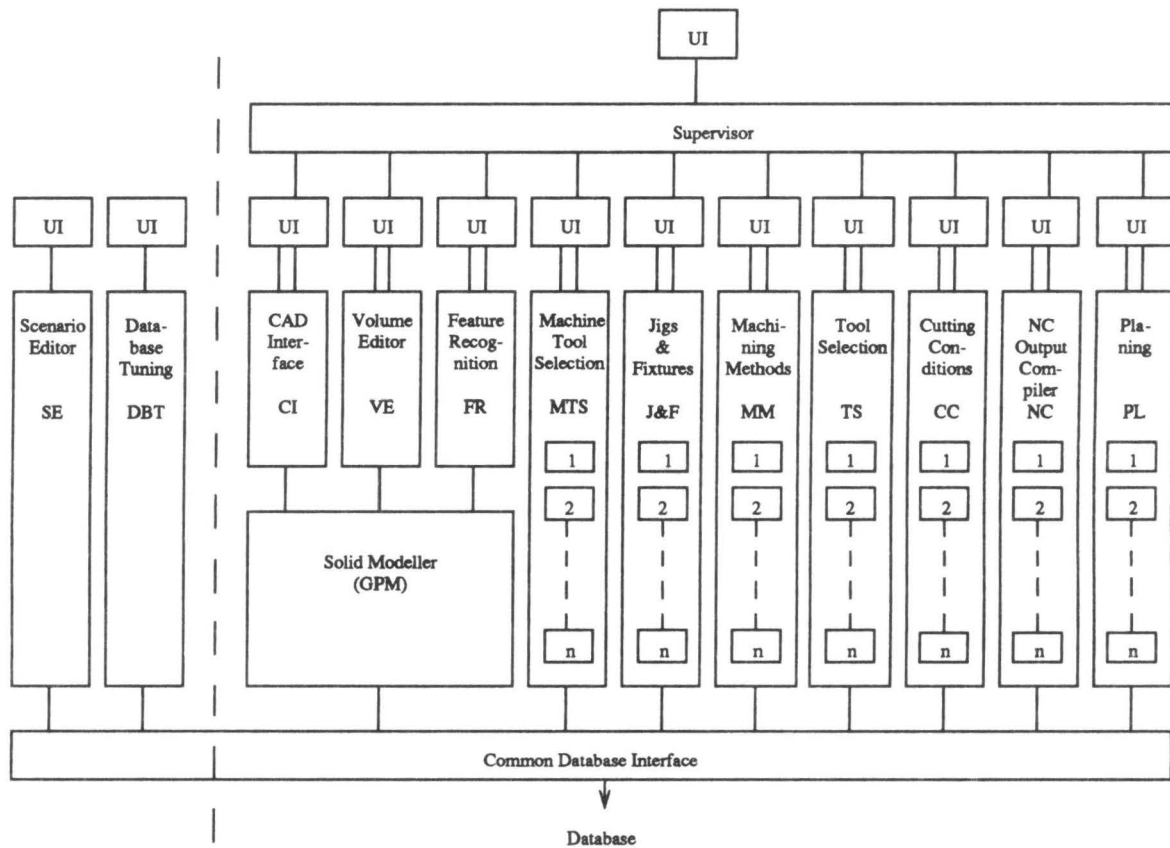 UI
Supervisor
UI UI UI UI UI UI UI UI UI UI UI UI
Scenario
Editor
SE
Data-
base
Tuning
DBT
CAD
Inter-
face
CI
Volume
Editor
VE
Feature
Recog-
nition
FR
Machine
Tool
Selection
MTS
1
2
n
Jigs
&
Fixtures
J&F
1
2
n
Machi-
ning
Methods
MM
1
2
n
Tool
Selection
TS
1
2
n
Cutting
Con-
ditions
CC
1
2
n
NC
Output
Com-
piler
NC
1
2
n
Pla-
ning
PL
1
2
n
Solid Modeller
(GPM)
Common Database Interface
Database